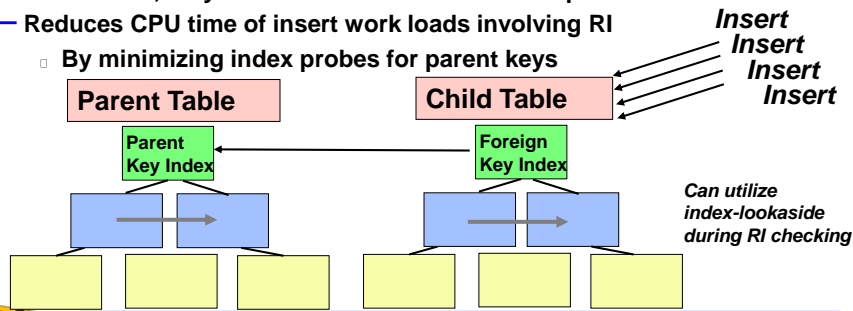 – Reduces CPU time of insert work loads involving RI
By minimizing index probes for parent keys
Insert
Insert
Insert
Insert
Parent Table
Child Table
Parent
Key Index
Foreign
Key Index
Can utilize
index-lookaside
during RI checking